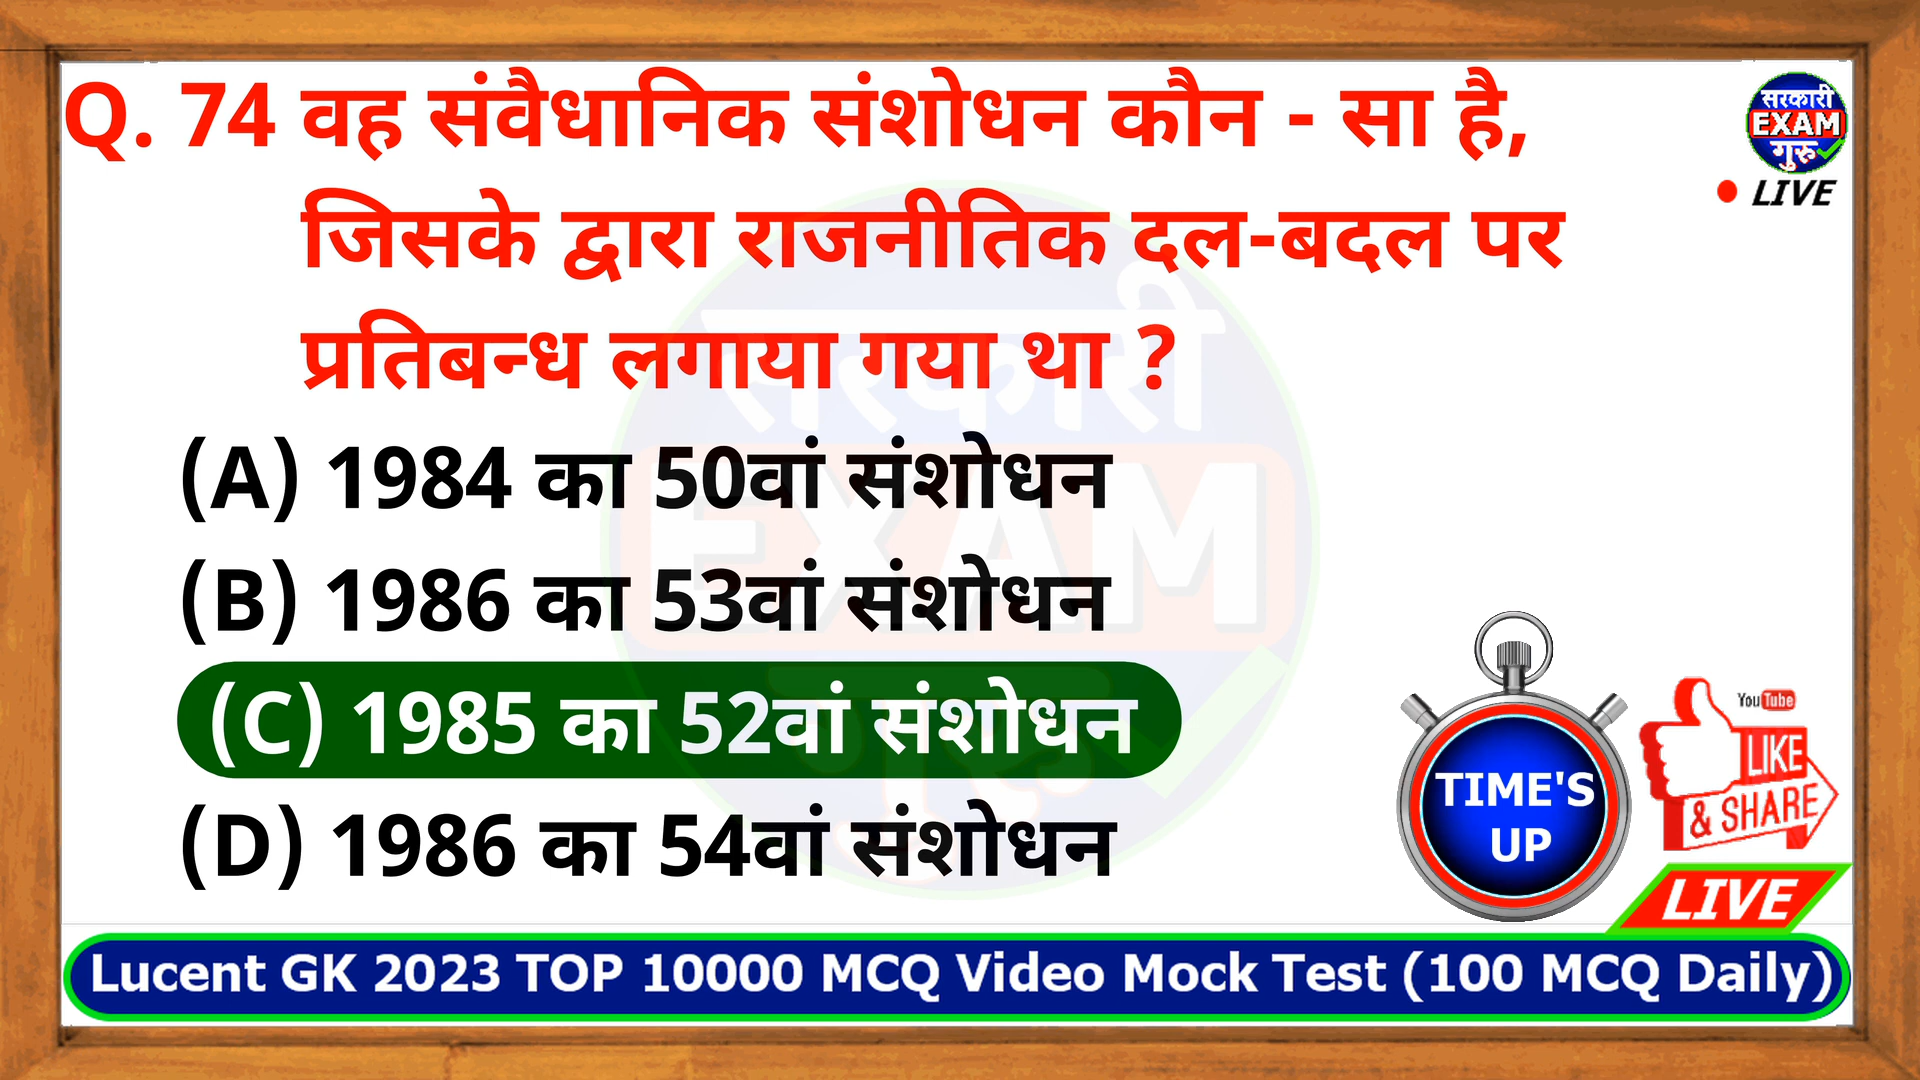 Q. 74 वह संवैधानिक संशोधन कौन - सा है,
जिसके द्वारा राजनीतिक दल-बदल पर
प्रतिबन्ध लगाया गया था ?
(A) 1984 का 50वां संशोधन
(B) 1986 का 53वां संशोधन
(C) 1985 का 52वां संशोधन
(D) 1986 का 54वां संशोधन
सरकारी
EXAM
गुरु
LIVE
सरकारी
EXAM
गुरु
TIME'S
UP
YouTube
LIKE
& SHARE
LIVE
Lucent GK 2023 TOP 10000 MCQ Video Mock Test (100 MCQ Daily)